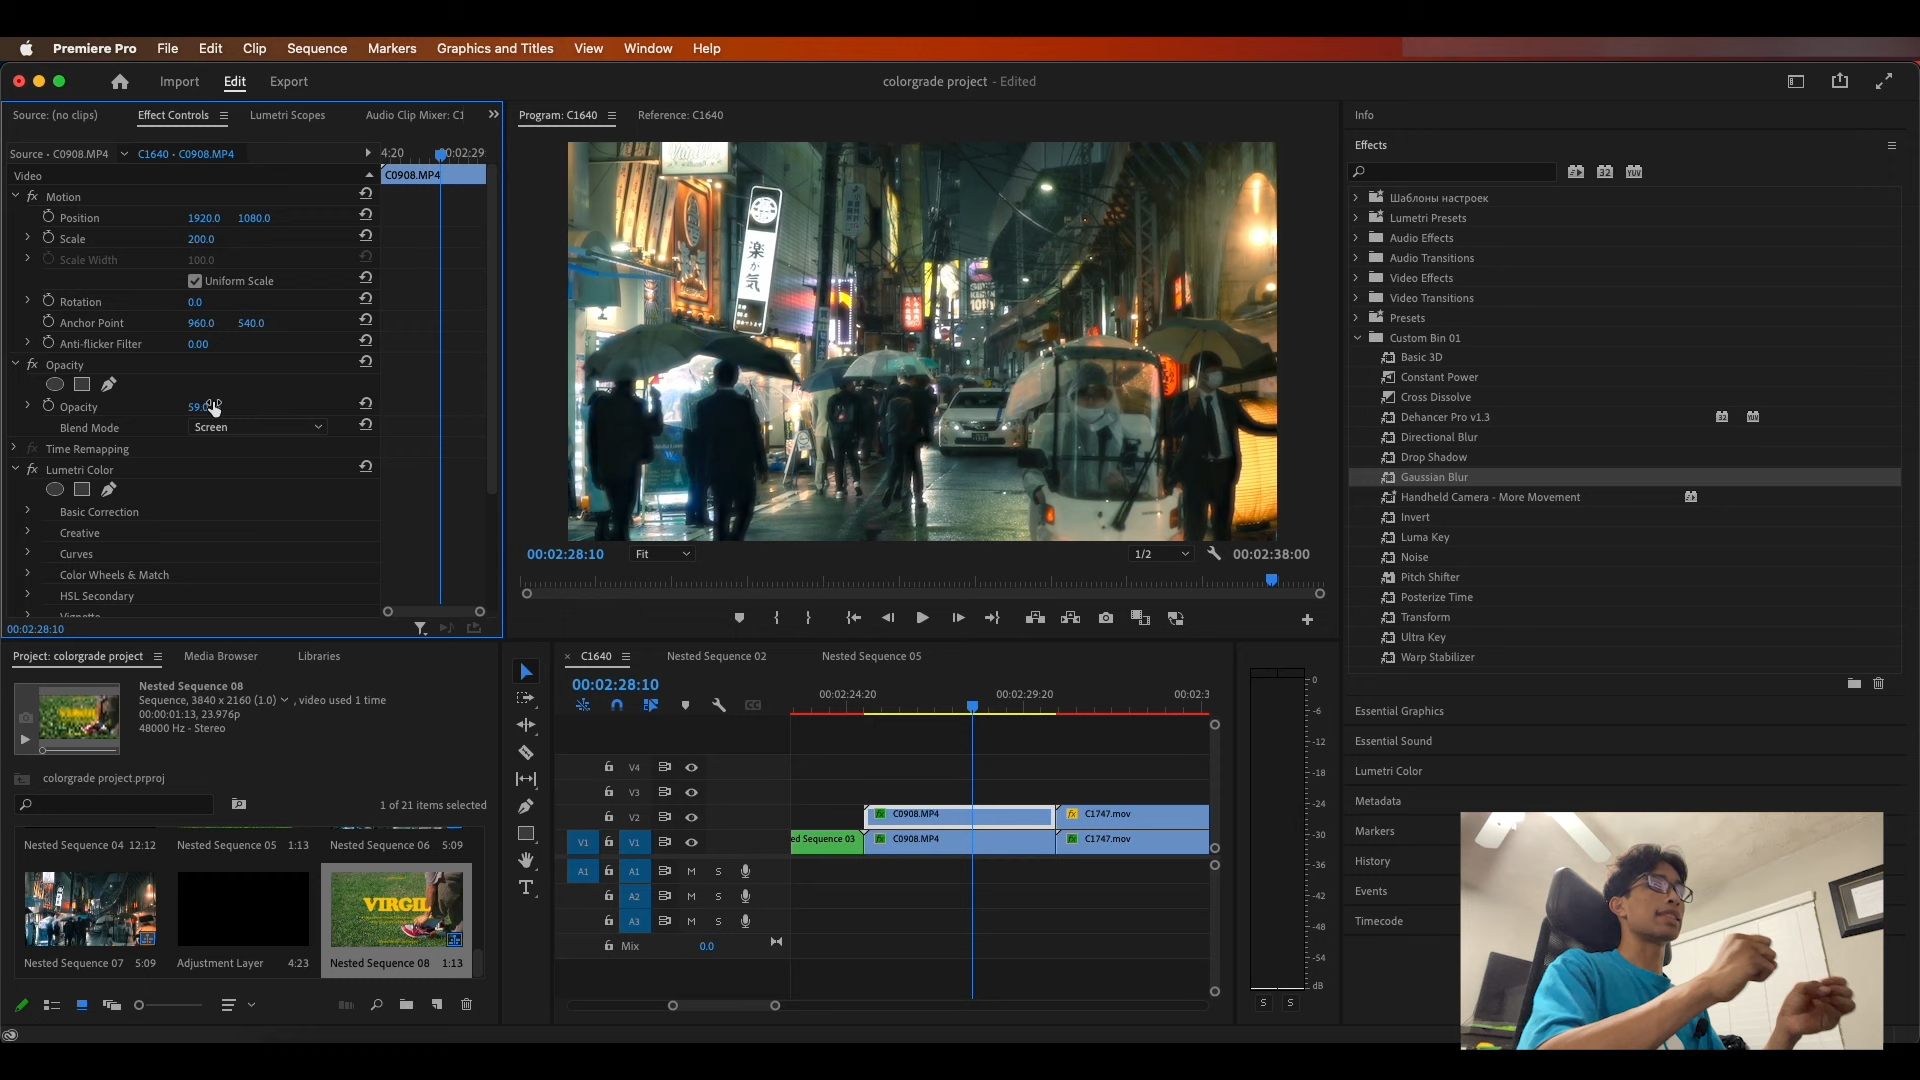 Premiere Pro File Edit Clip Sequence Markers Graphics and Titles View Window Help
Import Edit Export
colorgrade project - Edited
Source: (no clips) Effect Controls Lumetri Scopes Audio Clip Mixer: C1
Source • C0908.MP4 C1640 • C0908.MP4
4:20 00:02:29:
Video
C0908.MP4
Motion
Position 1920.0 1080.0
Scale 200.0
Scale Width 100.0
Uniform Scale
Rotation 0.0
Anchor Point 960.0 540.0
Anti-flicker Filter 0.00
Opacity
Opacity 59.0
Blend Mode Screen
Time Remapping
Lumetri Color
Basic Correction
Creative
Curves
Color Wheels & Match
HSL Secondary
Vignette
00:02:28:10
Program: C1640 Reference: C1640
楽か気
10th
00:02:28:10 Fit 1/2 00:02:38:00
Info
Effects
32 YUV
Шаблоны настроек
Lumetri Presets
Audio Effects
Audio Transitions
Video Effects
Video Transitions
Presets
Custom Bin 01
Basic 3D
Constant Power
Cross Dissolve
Dehancer Pro v1.3 32 YUV
Directional Blur
Drop Shadow
Gaussian Blur
Handheld Camera - More Movement
Invert
Luma Key
Noise
Pitch Shifter
Posterize Time
Transform
Ultra Key
Warp Stabilizer
Essential Graphics
Essential Sound
Lumetri Color
Metadata
Markers
History
Events
Timecode
Project: colorgrade project Media Browser Libraries
Nested Sequence 08
Sequence, 3840 x 2160 (1.0) , video used 1 time
00:00:01:13, 23.976p
48000 Hz - Stereo
colorgrade project.prproj
1 of 21 items selected
Nested Sequence 04 12:12 Nested Sequence 05 1:13 Nested Sequence 06 5:09
VIRGIL
Nested Sequence 07 5:09 Adjustment Layer 4:23 Nested Sequence 08 1:13
C1640 Nested Sequence 02 Nested Sequence 05
00:02:28:10
00:02:24:20 00:02:29:20 00:02:3
V4
V3
V2 C0908.MP4 C1747.mov
V1 V1 ed Sequence 03 C0908.MP4 C1747.mov
A1 A1 M S
A2 M S
A3 M S
Mix 0.0
0
-6
-12
-18
-24
-30
-36
-42
-48
-54
dB
S S